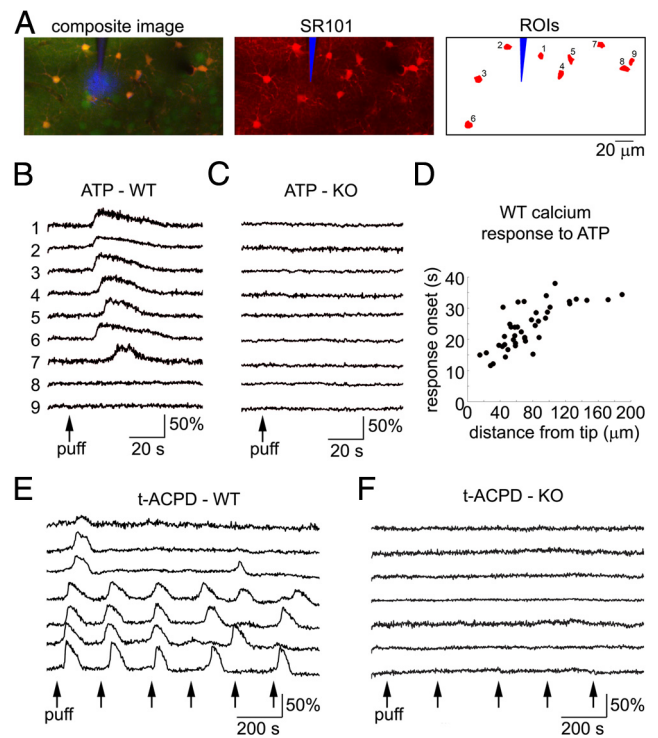 A
composite image
SR101
ROIs
1
2
3
4
5
6
7
8
9
20 μm
B
ATP - WT
1
2
3
4
5
6
7
8
9
puff
20 s
50%
C
ATP - KO
puff
20 s
50%
D
WT calcium
response to ATP
response onset (s)
40
30
20
10
0
0 40 80 120 160 200
distance from tip (μm)
E
t-ACPD - WT
puff
200 s
50%
F
t-ACPD - KO
puff
200 s
50%